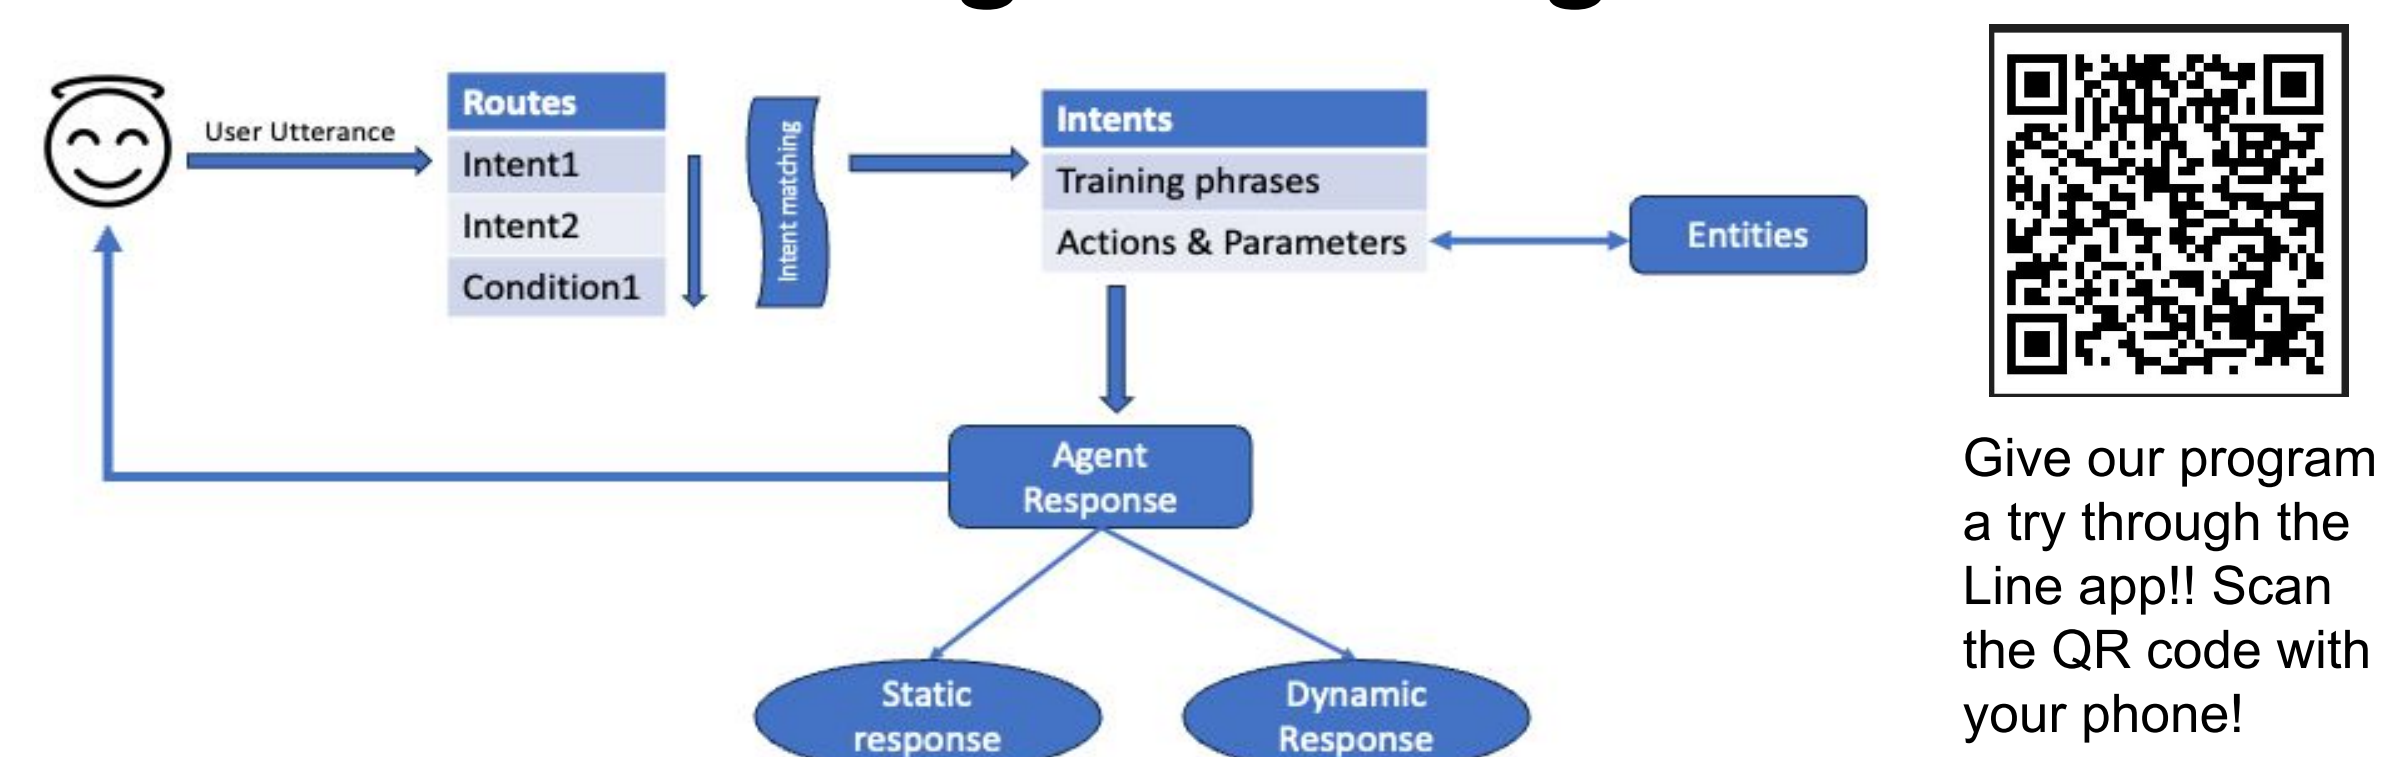 User Utterance
Routes
Intent1
Intent2
Condition1
Intent matching
Intents
Training phrases
Actions & Parameters
Entities
Agent
Response
Static
response
Dynamic
Response
Give our program
a try through the
Line app!! Scan
the QR code with
your phone!